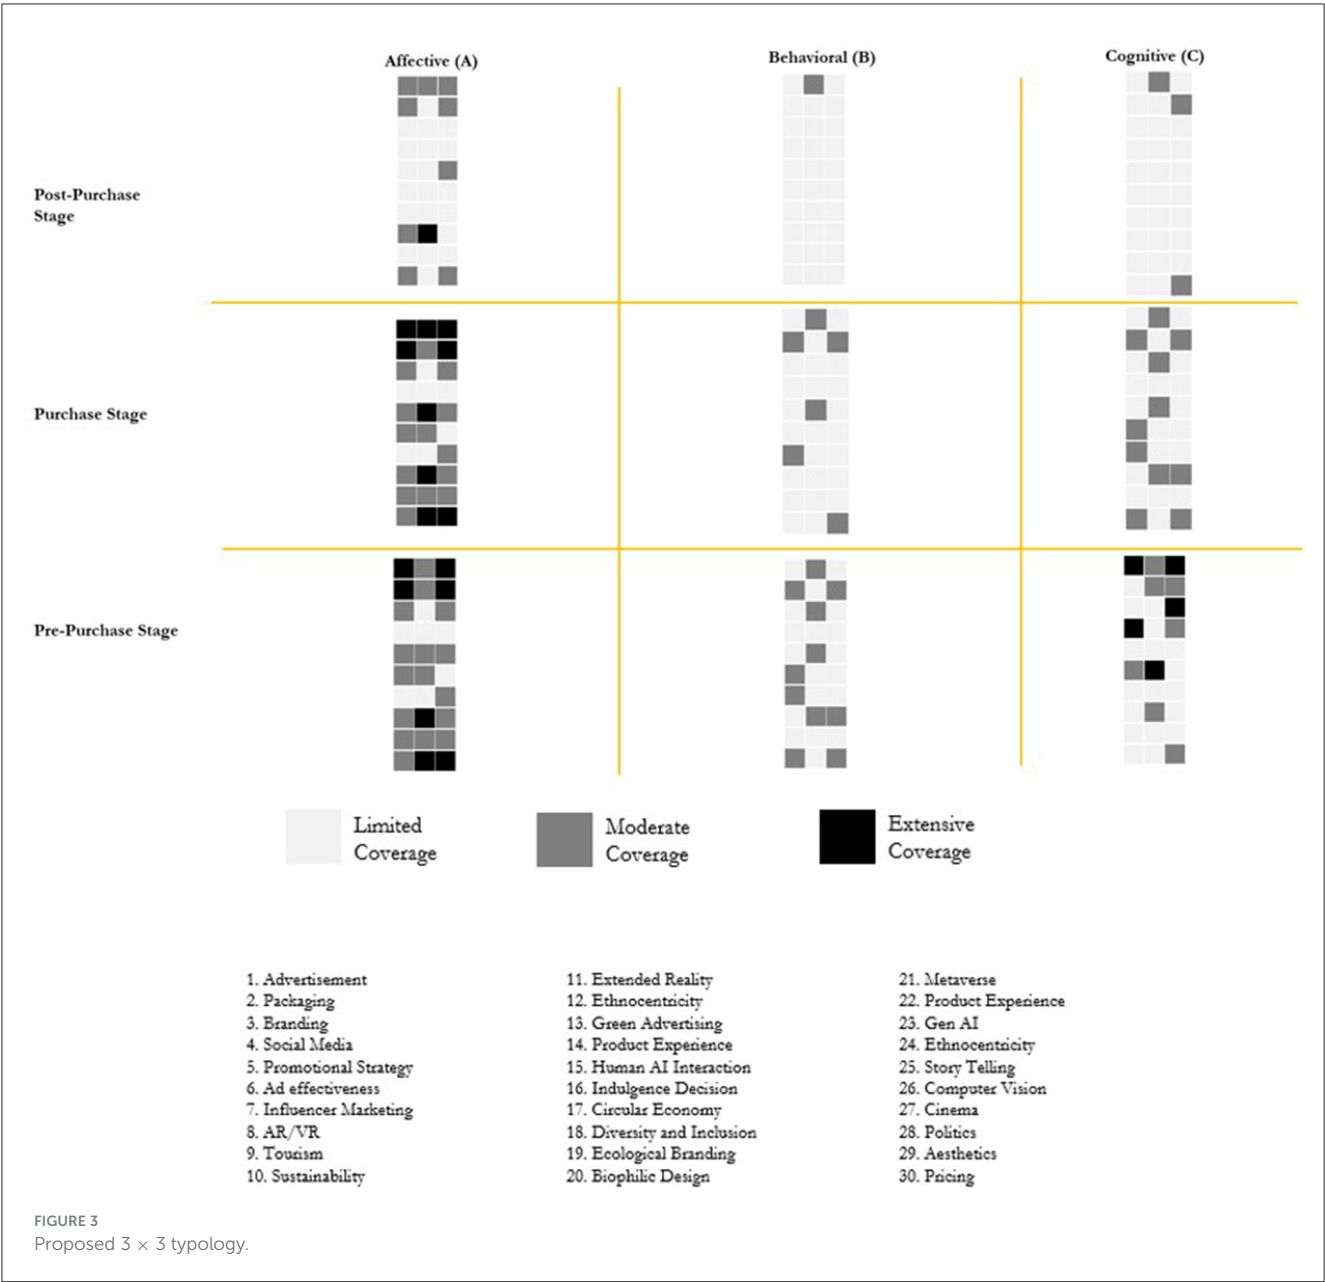 Affective (A)
Behavioral (B)
Cognitive (C)
Post-Purchase
Stage
Purchase Stage
Pre-Purchase Stage
Limited
Coverage
Moderate
Coverage
Extensive
Coverage
1. Advertisement
2. Packaging
3. Branding
4. Social Media
5. Promotional Strategy
6. Ad effectiveness
7. Influencer Marketing
8. AR/VR
9. Tourism
10. Sustainability
11. Extended Reality
12. Ethnocentricity
13. Green Advertising
14. Product Experience
15. Human AI Interaction
16. Indulgence Decision
17. Circular Economy
18. Diversity and Inclusion
19. Ecological Branding
20. Biophilic Design
21. Metaverse
22. Product Experience
23. Gen AI
24. Ethnocentricity
25. Story Telling
26. Computer Vision
27. Cinema
28. Politics
29. Aesthetics
30. Pricing
FIGURE 3
Proposed 3 × 3 typology.